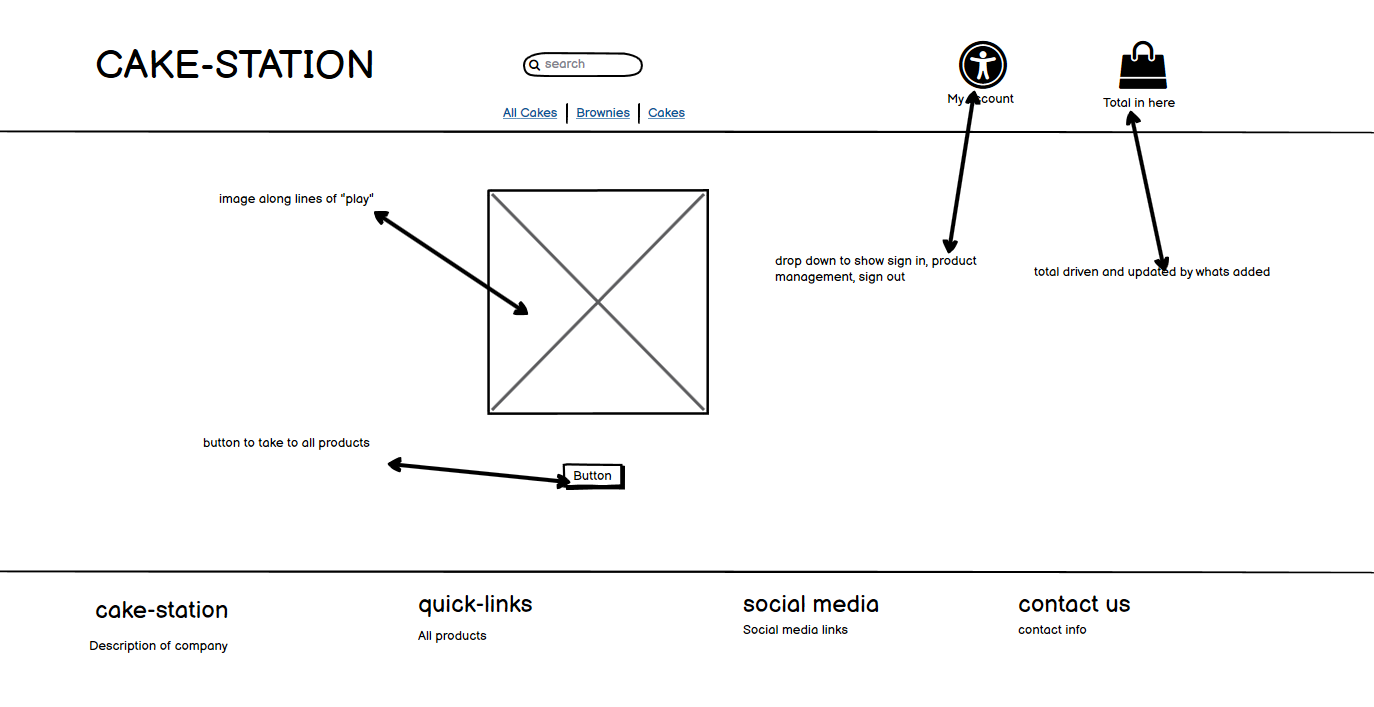 CAKE-STATION
search
My account
Total in here
All Cakes
Brownies
Cakes
image along lines of "play"
drop down to show sign in, product
management, sign out
total driven and updated by whats added
button to take to all products
Button
cake-station
Description of company
quick-links
All products
social media
Social media links
contact us
contact info